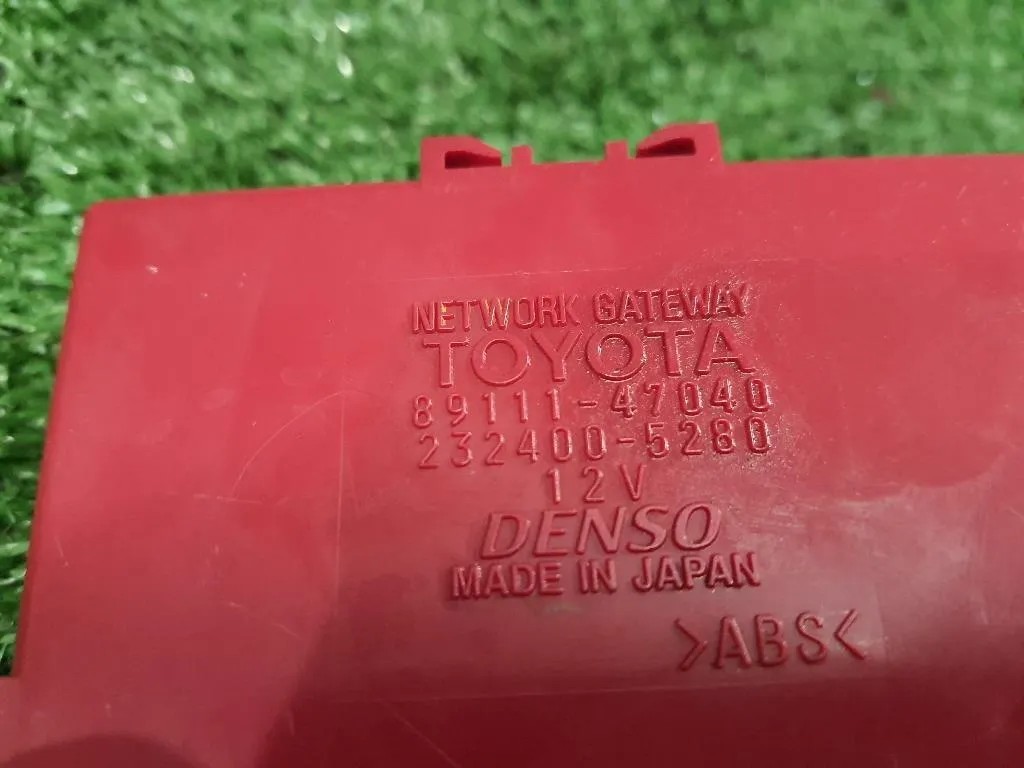 NETWORK GATEWAY
TOYOTA
89111-47040
232400-5280
12V
DENSO
MADE IN JAPAN
>ABS<